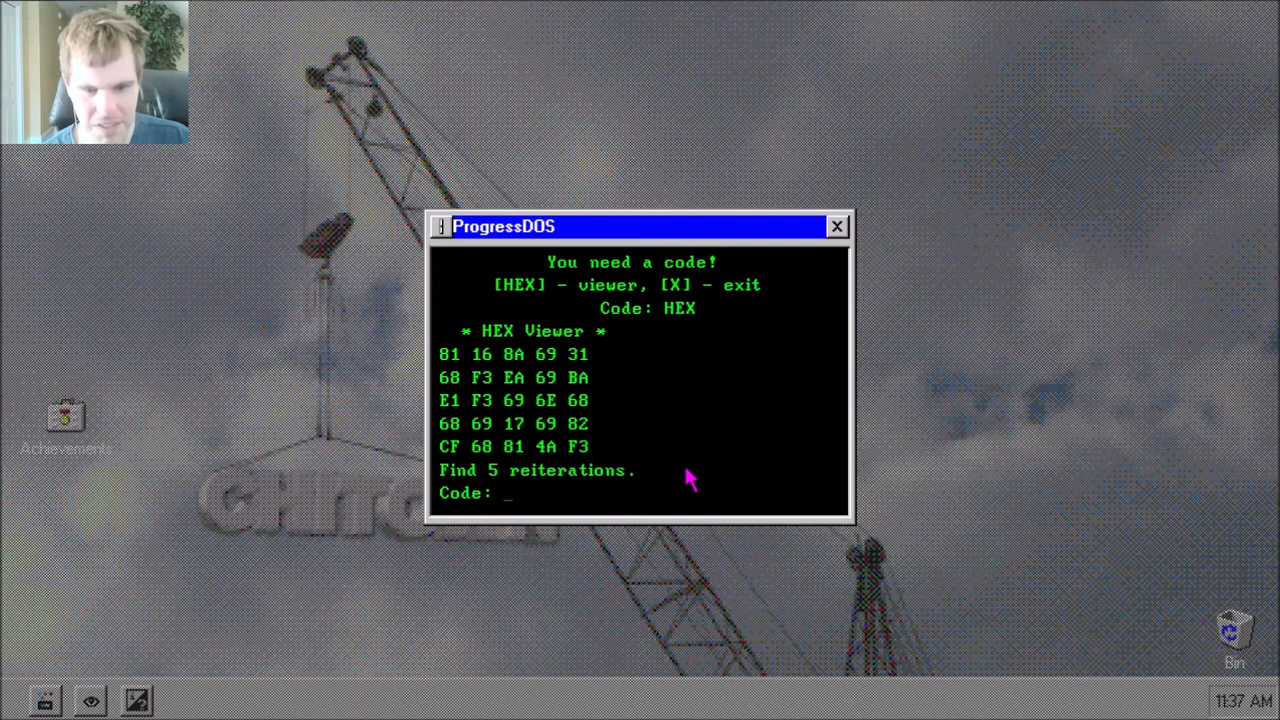 ProgressDOS
You need a code!
[HEX] - viewer, [X] - exit
Code: HEX
* HEX Viewer *
81 16 8A 69 31
68 F3 EA 69 BA
E1 F3 69 6E 68
68 69 17 69 82
CF 68 81 4A F3
Find 5 reiterations.
Code: _
Achievements
Bin
11:37 AM